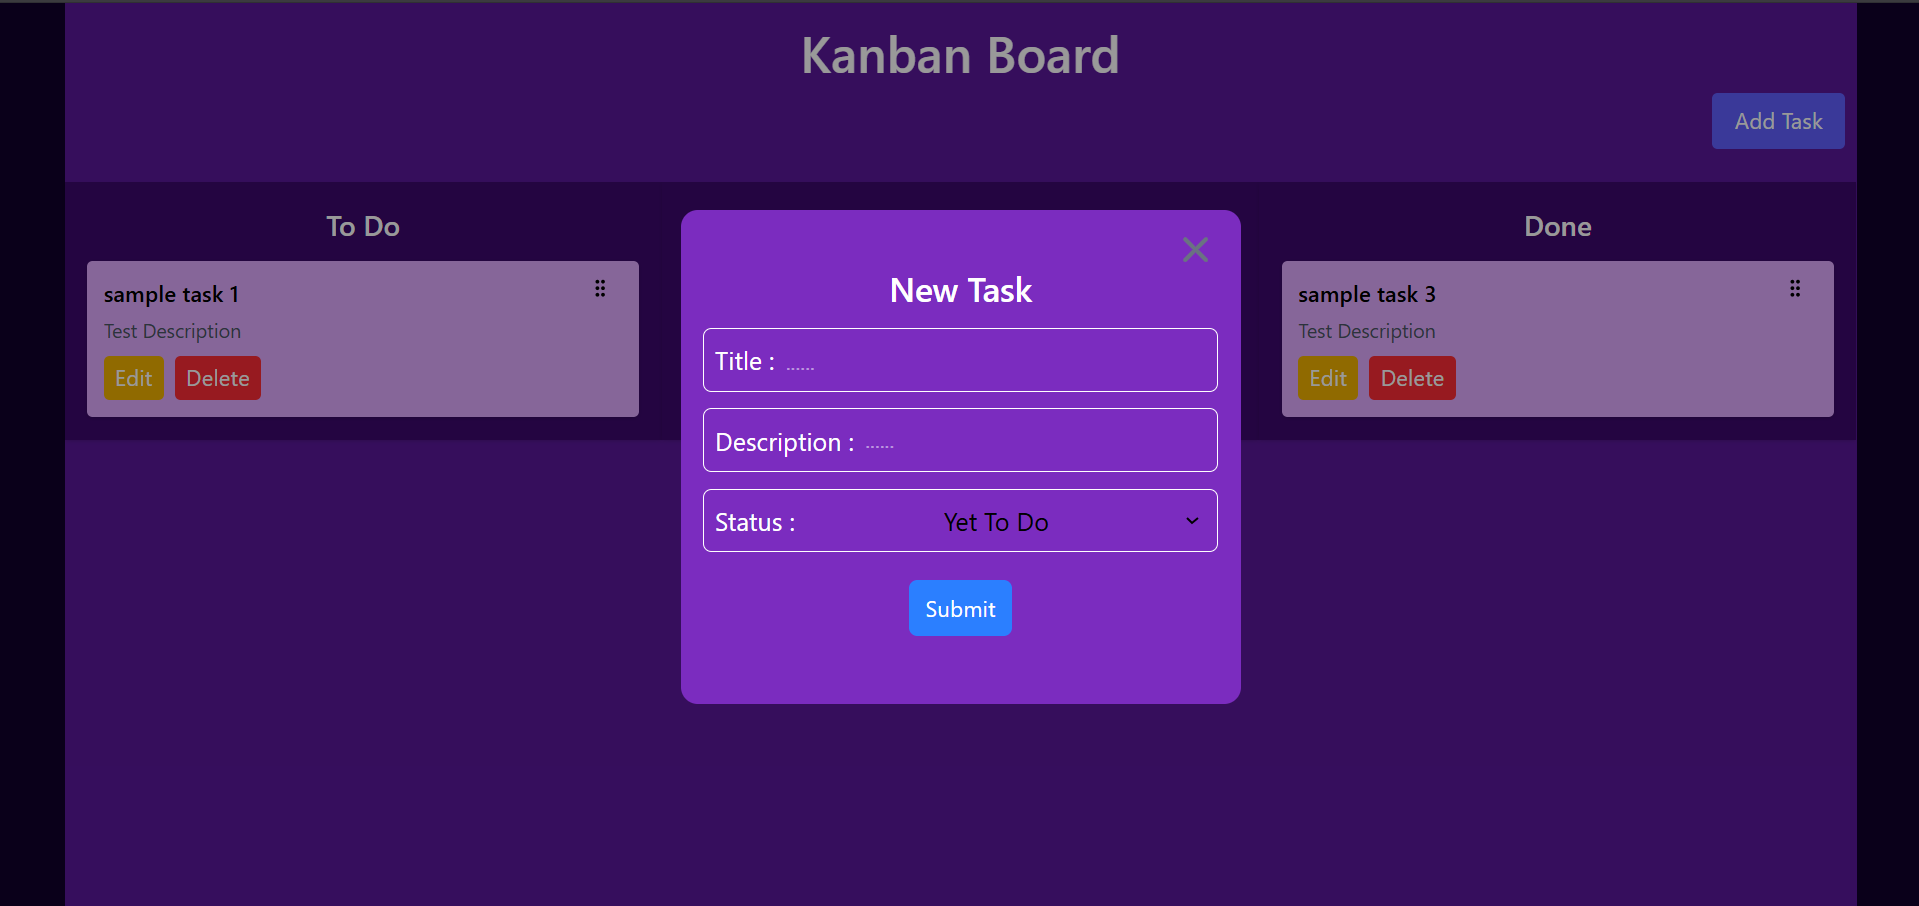 Kanban Board
Add Task
To Do
sample task 1
Test Description
Edit Delete
New Task
Title : ......
Description : ......
Status : Yet To Do
Submit
Done
sample task 3
Test Description
Edit Delete